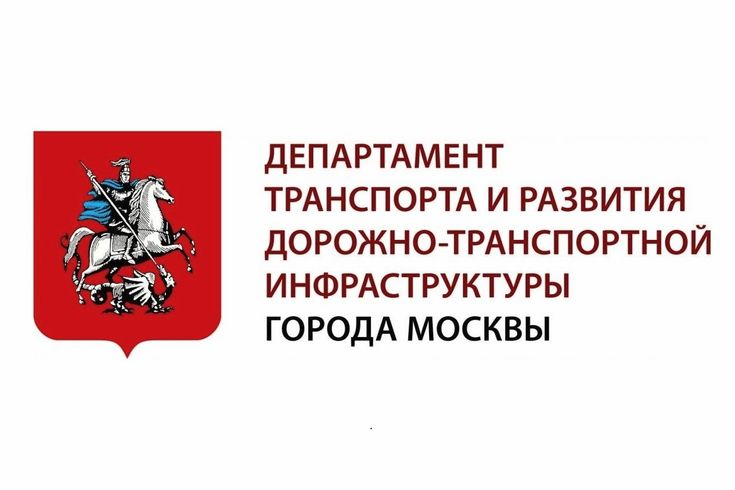 ДЕПАРТАМЕНТ
ТРАНСПОРТА И РАЗВИТИЯ
ДОРОЖНО-ТРАНСПОРТНОЙ
ИНФРАСТРУКТУРЫ
ГОРОДА МОСКВЫ
.